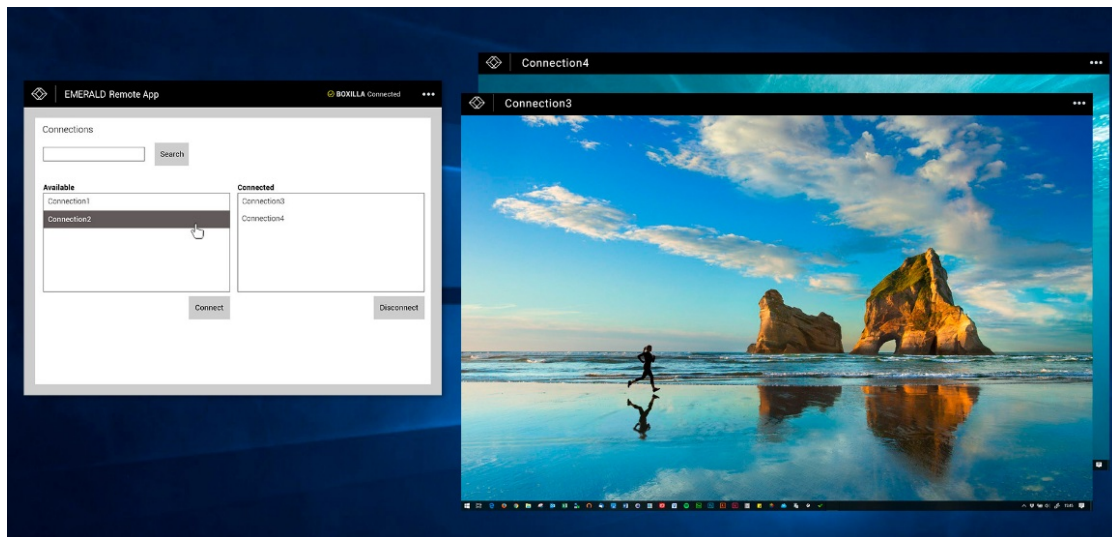 EMERALD Remote App
BOXILLA Connected
Connections
Search
Available
Connection1
Connection2
Connect
Connected
Connection3
Connection4
Disconnect
Connection4
Connection3